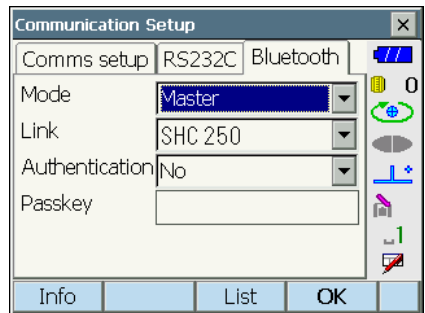 Communication Setup
Comms setup RS232C Bluetooth
Mode Master
0
Link SHC 250
Authentication No
Passkey
1
Info List OK